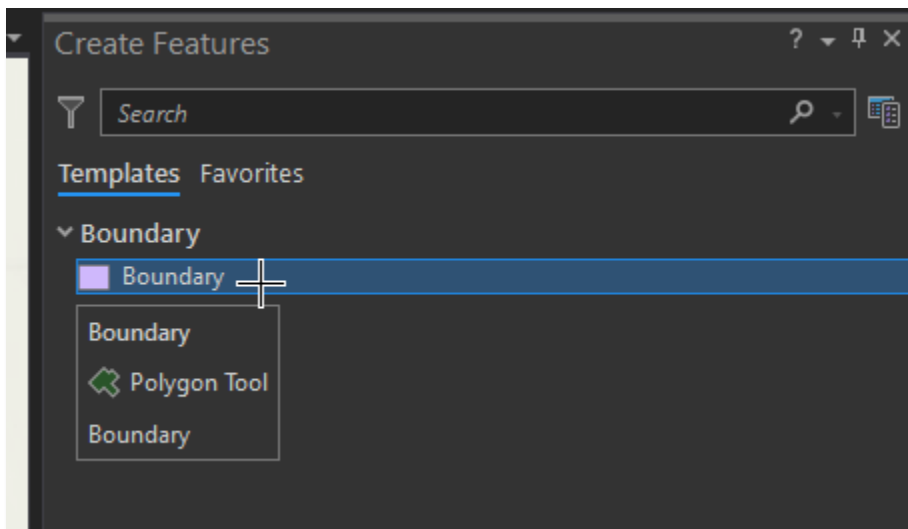 Create Features ?
Search
Templates Favorites
Boundary
Boundary
Boundary
Polygon Tool
Boundary